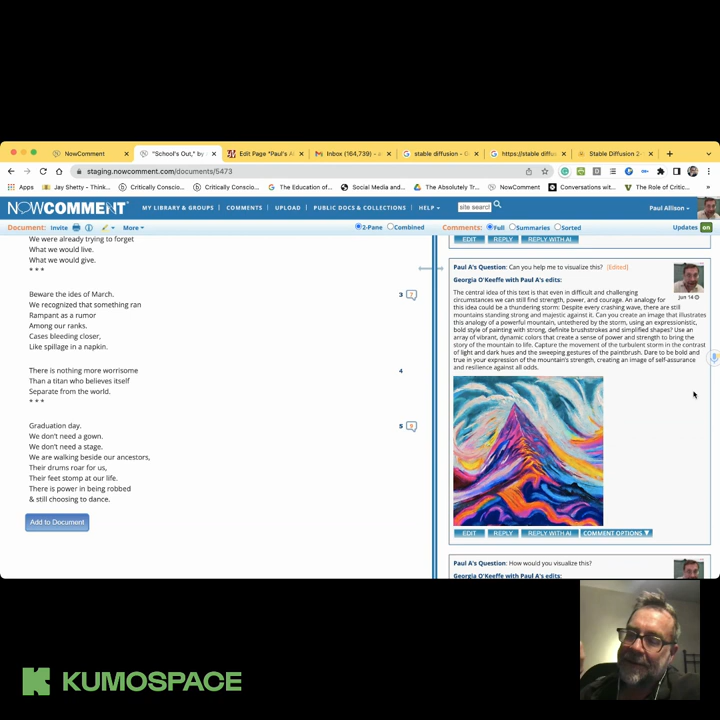 NowComment
"School's Out," by
Edit Page "Paul's A
Inbox (164,739) - a
stable diffusion - G
https://stable diffus
Stable Diffusion 2-
staging.nowcomment.com/documents/5473
Apps
Jay Shetty - Think...
Critically Conscio...
Critically Conscio...
The Education of...
Social Media and...
The Absolutely Tr...
NowComment
Conversations wit...
The Role of Critic...
NOWCOMMENT
MY LIBRARY & GROUPS
COMMENTS
UPLOAD
PUBLIC DOCS & COLLECTIONS
HELP
site search
Paul Allison
Document:
Invite
More
2-Pane
Combined
Comments:
Full
Summaries
Sorted
Updates
on
We were already trying to forget
What we would live.
What we would give.
* * *
Beware the ides of March.
3
7
We recognized that something ran
Rampant as a rumor
Among our ranks.
Cases bleeding closer,
Like spillage in a napkin.
There is nothing more worrisome
4
Than a titan who believes itself
Separate from the world.
* * *
Graduation day.
5
We don't need a gown.
We don't need a stage.
We are walking beside our ancestors,
Their drums roar for us,
Their feet stomp at our life.
There is power in being robbed
& still choosing to dance.
Add to Document
EDIT
REPLY
REPLY WITH AI
Paul A's Question: Can you help me to visualize this? [Edited]
Georgia O'Keeffe with Paul A's edits:
Jun 14
The central idea of this text is that even in difficult and challenging
circumstances we can still find strength, power, and courage. An analogy for
this idea could be a thundering storm: Despite every crashing wave, there are still
mountains standing strong and majestic against it. Can you create an image that illustrates
this analogy of a powerful mountain, untethered by the storm, using an expressionistic,
bold style of painting with strong, definite brushstrokes and simplified shapes? Use an
array of vibrant, dynamic colors that create a sense of power and strength to bring the
story of the mountain to life. Capture the movement of the turbulent storm in the contrast
of light and dark hues and the sweeping gestures of the paintbrush. Dare to be bold and
true in your expression of the mountain's strength, creating an image of self-assurance
and resilience against all odds.
EDIT
REPLY
REPLY WITH AI
COMMENT OPTIONS
Paul A's Question: How would you visualize this?
Georgia O'Keeffe with Paul A's edits:
KUMOSPACE